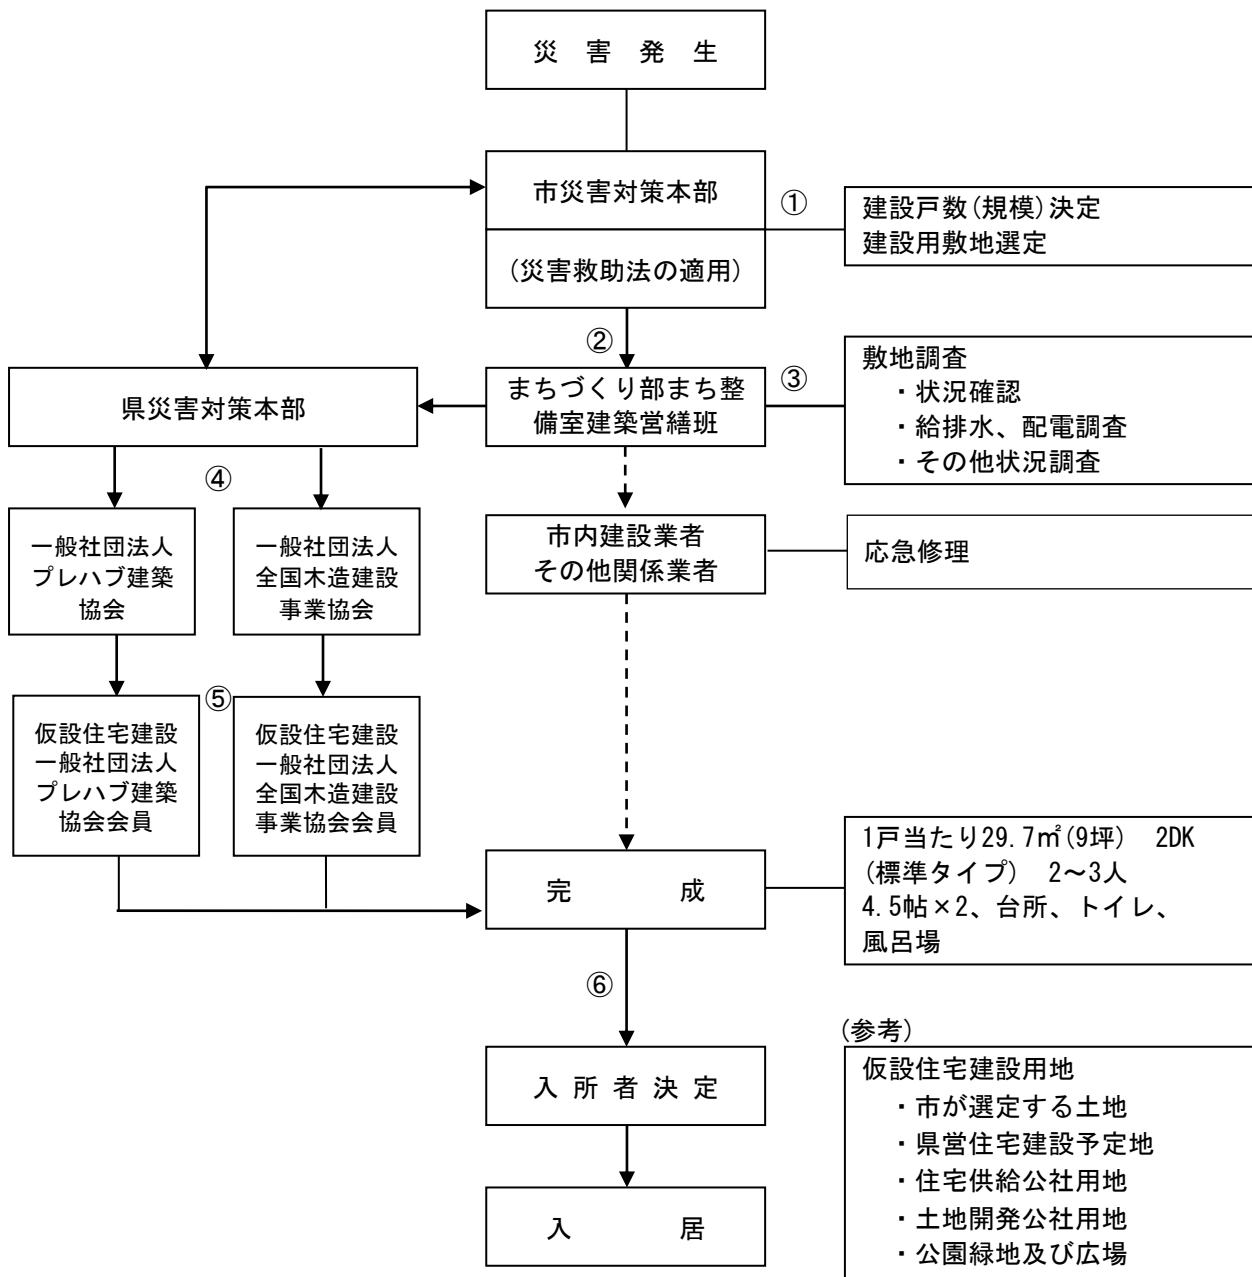 災　害　発　生
市災害対策本部
(災害救助法の適用)
①
建設戸数(規模)決定
建設用敷地選定
②
まちづくり部まち整
備室建築営繕班
③
敷地調査
・状況確認
・給排水、配電調査
・その他状況調査
県災害対策本部
④
一般社団法人
プレハブ建築
協会
一般社団法人
全国木造建設
事業協会
市内建設業者
その他関係業者
応急修理
⑤
仮設住宅建設
一般社団法人
プレハブ建築
協会会員
仮設住宅建設
一般社団法人
全国木造建設
事業協会会員
完　　　　成
1戸当たり29.7㎡(9坪)　2DK
(標準タイプ)　2～3人
4.5帖×2、台所、トイレ、
風呂場
⑥
入 所 者 決 定
入　　　　居
(参考)
仮設住宅建設用地
・市が選定する土地
・県営住宅建設予定地
・住宅供給公社用地
・土地開発公社用地
・公園緑地及び広場